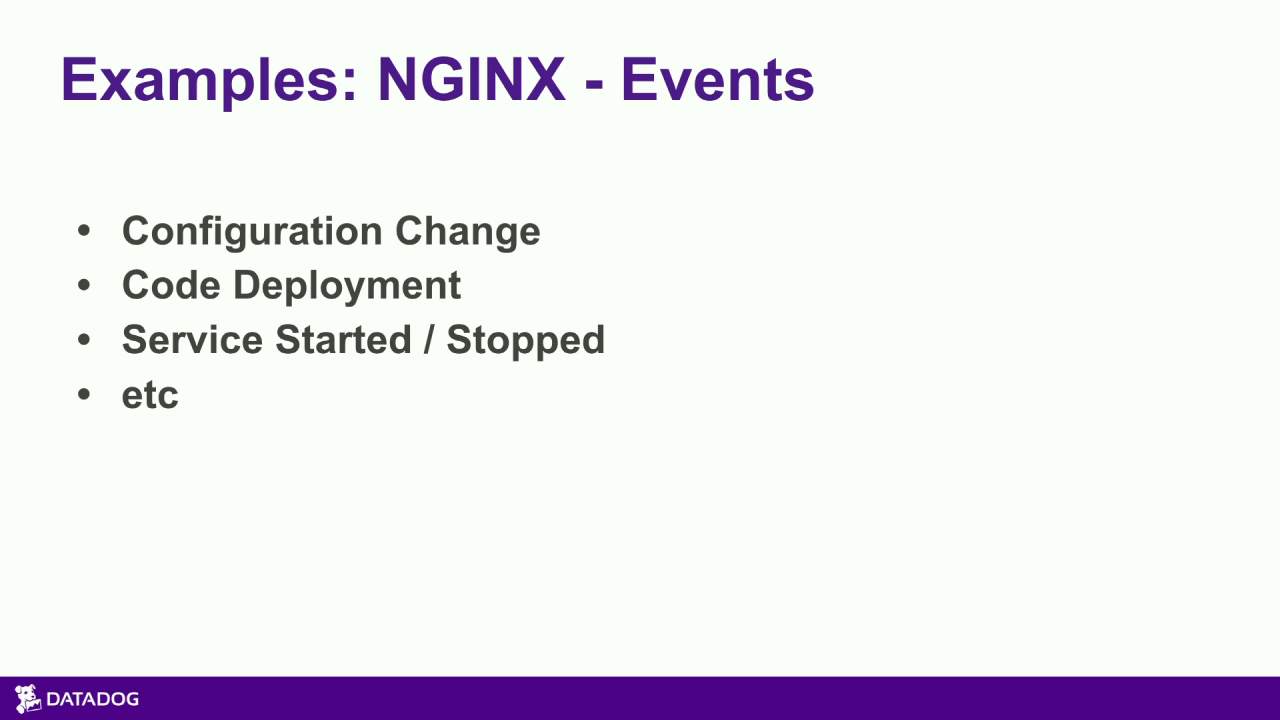 Examples: NGINX - Events
• Configuration Change
• Code Deployment
• Service Started / Stopped
• etc
DATADOG